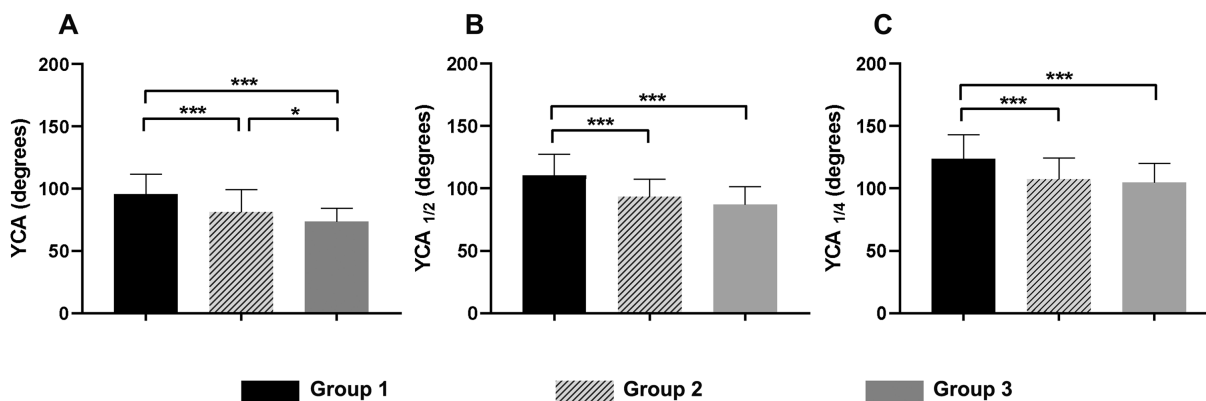 A
YCA (degrees)
200
150
100
50
0
***
***
*
B
YCA 1/2 (degrees)
200
150
100
50
0
***
***
C
YCA 1/4 (degrees)
200
150
100
50
0
***
***
Group 1
Group 2
Group 3